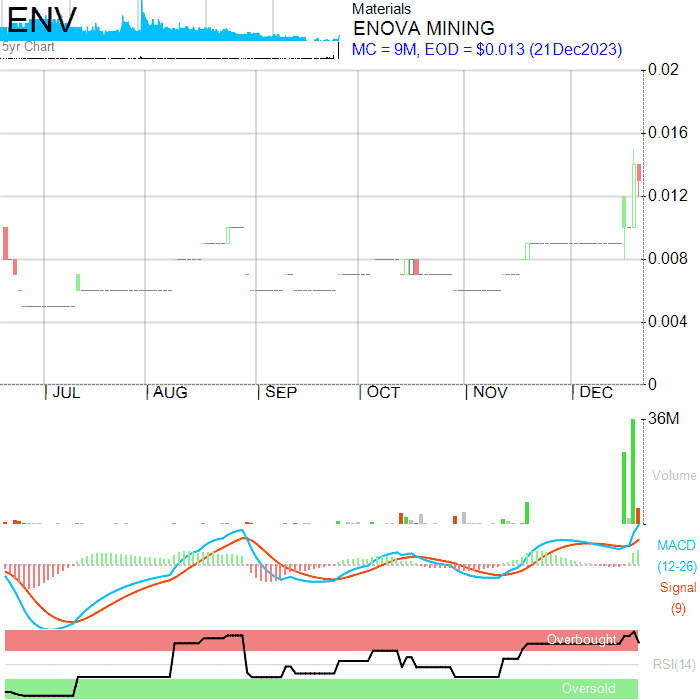 ENV
5yr Chart
Materials
ENOVA MINING
MC = 9M, EOD = $0.013 (21Dec2023)
0.02
0.016
0.012
0.008
0.004
0
JUL AUG SEP OCT NOV DEC
36M
Volume
MACD
(12-26)
Signal
(9)
Overbought
RSI(14)
Oversold